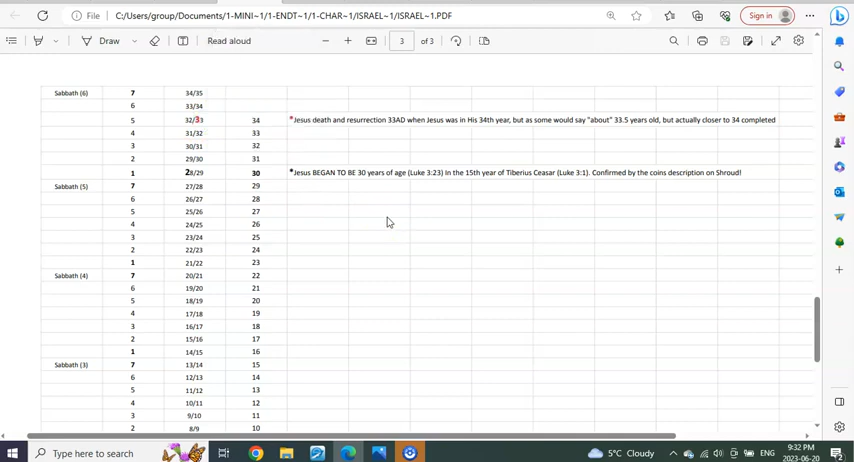 File
C:/Users/group/Documents/1-MINI~1/1-ENDT~1/1-CHAR~1/ISRAEL~1/ISRAEL~1.PDF
Sign in
Draw
Read aloud
3 of 3
Sabbath (6) 7 34/35
6 33/34
5 32/33 34 *Jesus death and resurrection 33AD when Jesus was in His 34th year, but as some would say "about" 33.5 years old, but actually closer to 34 completed
4 31/32 33
3 30/31 32
2 29/30 31
1 28/29 30 *Jesus BEGAN TO BE 30 years of age (Luke 3:23) In the 15th year of Tiberius Ceasar (Luke 3:1). Confirmed by the coins description on Shroud!
Sabbath (5) 7 27/28 29
6 26/27 28
5 25/26 27
4 24/25 26
3 23/24 25
2 22/23 24
1 21/22 23
Sabbath (4) 7 20/21 22
6 19/20 21
5 18/19 20
4 17/18 19
3 16/17 18
2 15/16 17
1 14/15 16
Sabbath (3) 7 13/14 15
6 12/13 14
5 11/12 13
4 10/11 12
3 9/10 11
2 8/9 10
Type here to search
5°C Cloudy
ENG
9:32 PM
2023-06-20
2